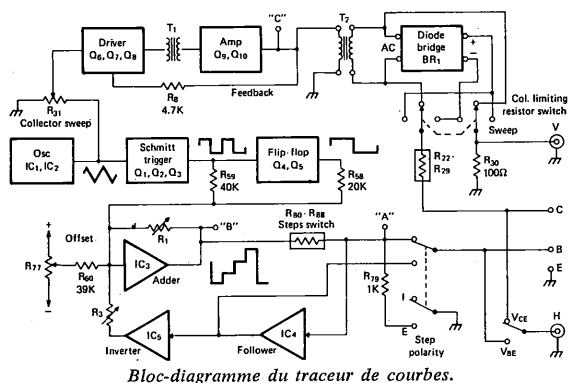 T₁
"C"
T₂
Driver
Q₆, Q₇, Q₈
Amp
Q₉, Q₁₀
AC
Diode
bridge
BR₁
+
−
R₈
4.7K
Feedback
R₃₁
Collector sweep
Col. limiting
resistor switch
Sweep
V
Osc
IC₁, IC₂
Schmitt
trigger
Q₁, Q₂, Q₃
Flip-flop
Q₄, Q₅
R₅₉
40K
R₅₈
20K
R₂₂-
R₂₉
R₃₀
100Ω
+
Offset
R₇₇
−
R₆₀
39K
R₁
"B"
R₈₀-R₈₈
Steps switch
"A"
IC₃
Adder
R₇₉
1K
C
B
E
R₃
IC₅
Inverter
IC₄
Follower
I
E
Step
polarity
V_CE
V_BE
H
Bloc-diagramme du traceur de courbes.